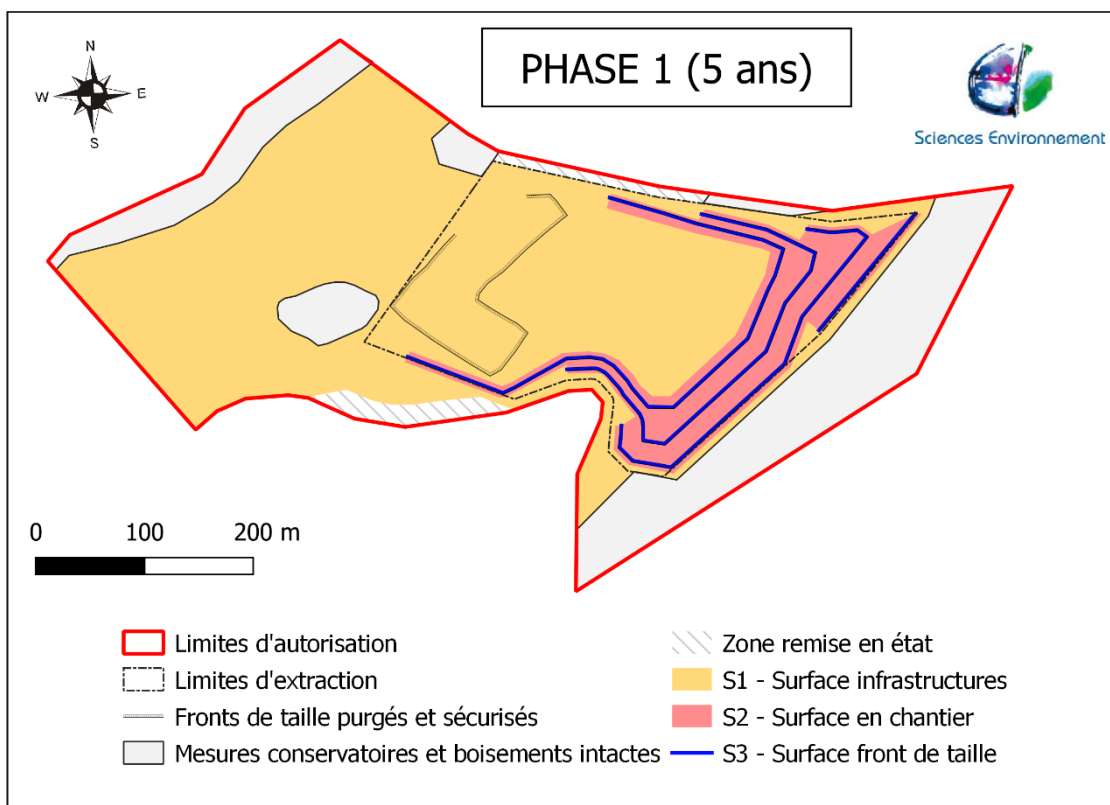 PHASE 1 (5 ans)
N
W E
S
Sciences Environnement
0 100 200 m
Limites d'autorisation
Limites d'extraction
Fronts de taille purgés et sécurisés
Mesures conservatoires et boisements intactes
Zone remise en état
S1 - Surface infrastructures
S2 - Surface en chantier
S3 - Surface front de taille